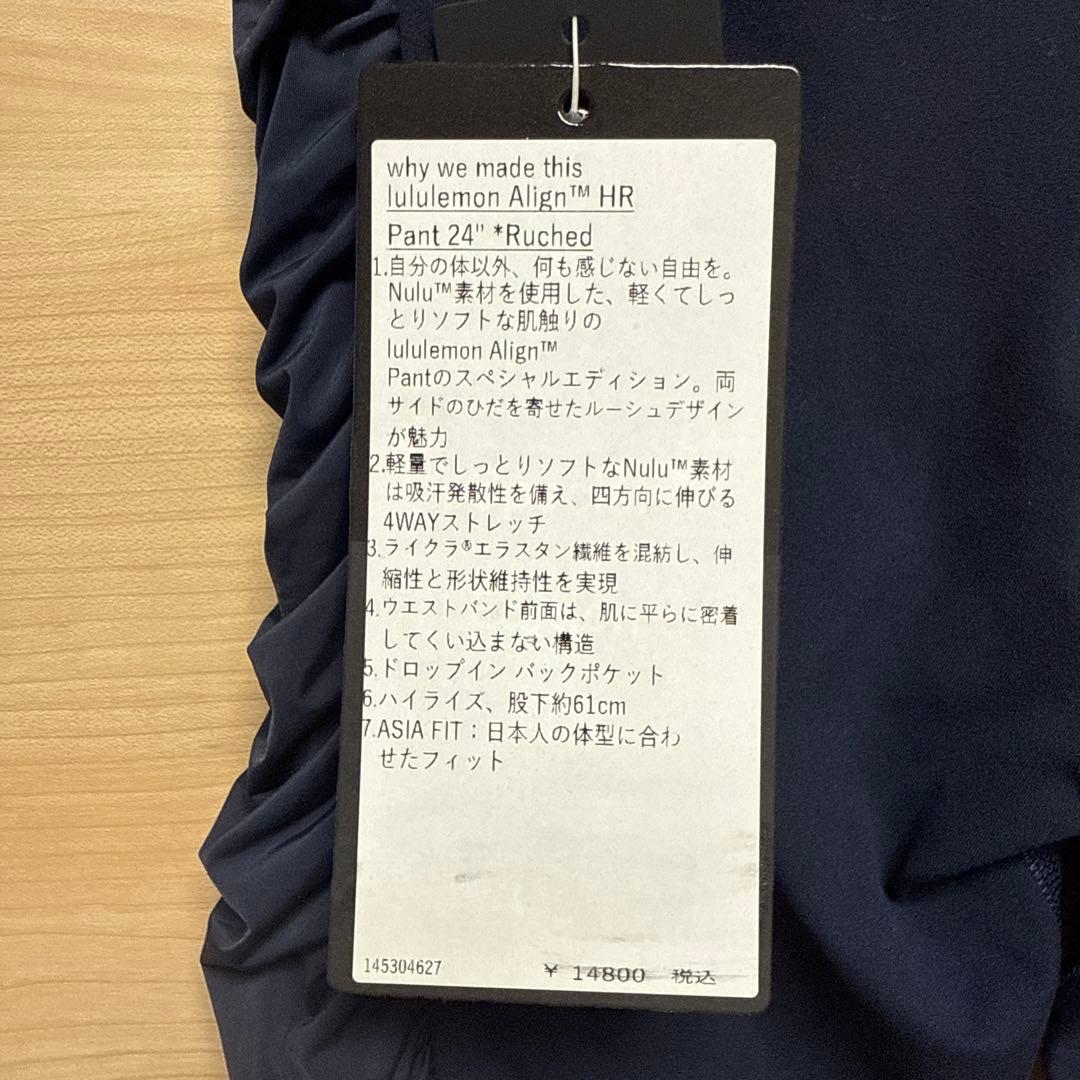 why we made this
lululemon Align™ HR
Pant 24" *Ruched
1.自分の体以外、何も感じない自由を。
Nulu™素材を使用した、軽くてしっ
とりソフトな肌触りの
lululemon Align™
Pantのスペシャルエディション。両
サイドのひだを寄せたルーシュデザイン
が魅力
2.軽量でしっとりソフトなNulu™素材
は吸汗発散性を備え、四方向に伸びる
4WAYストレッチ
3.ライクラ®エラスタン繊維を混紡し、伸
縮性と形状維持性を実現
4.ウエストバンド前面は、肌に平らに密着
してくい込まない構造
5.ドロップイン バックポケット
6.ハイライズ、股下約61cm
7.ASIA FIT：日本人の体型に合わ
せたフィット
145304627 ¥ 14800 税込